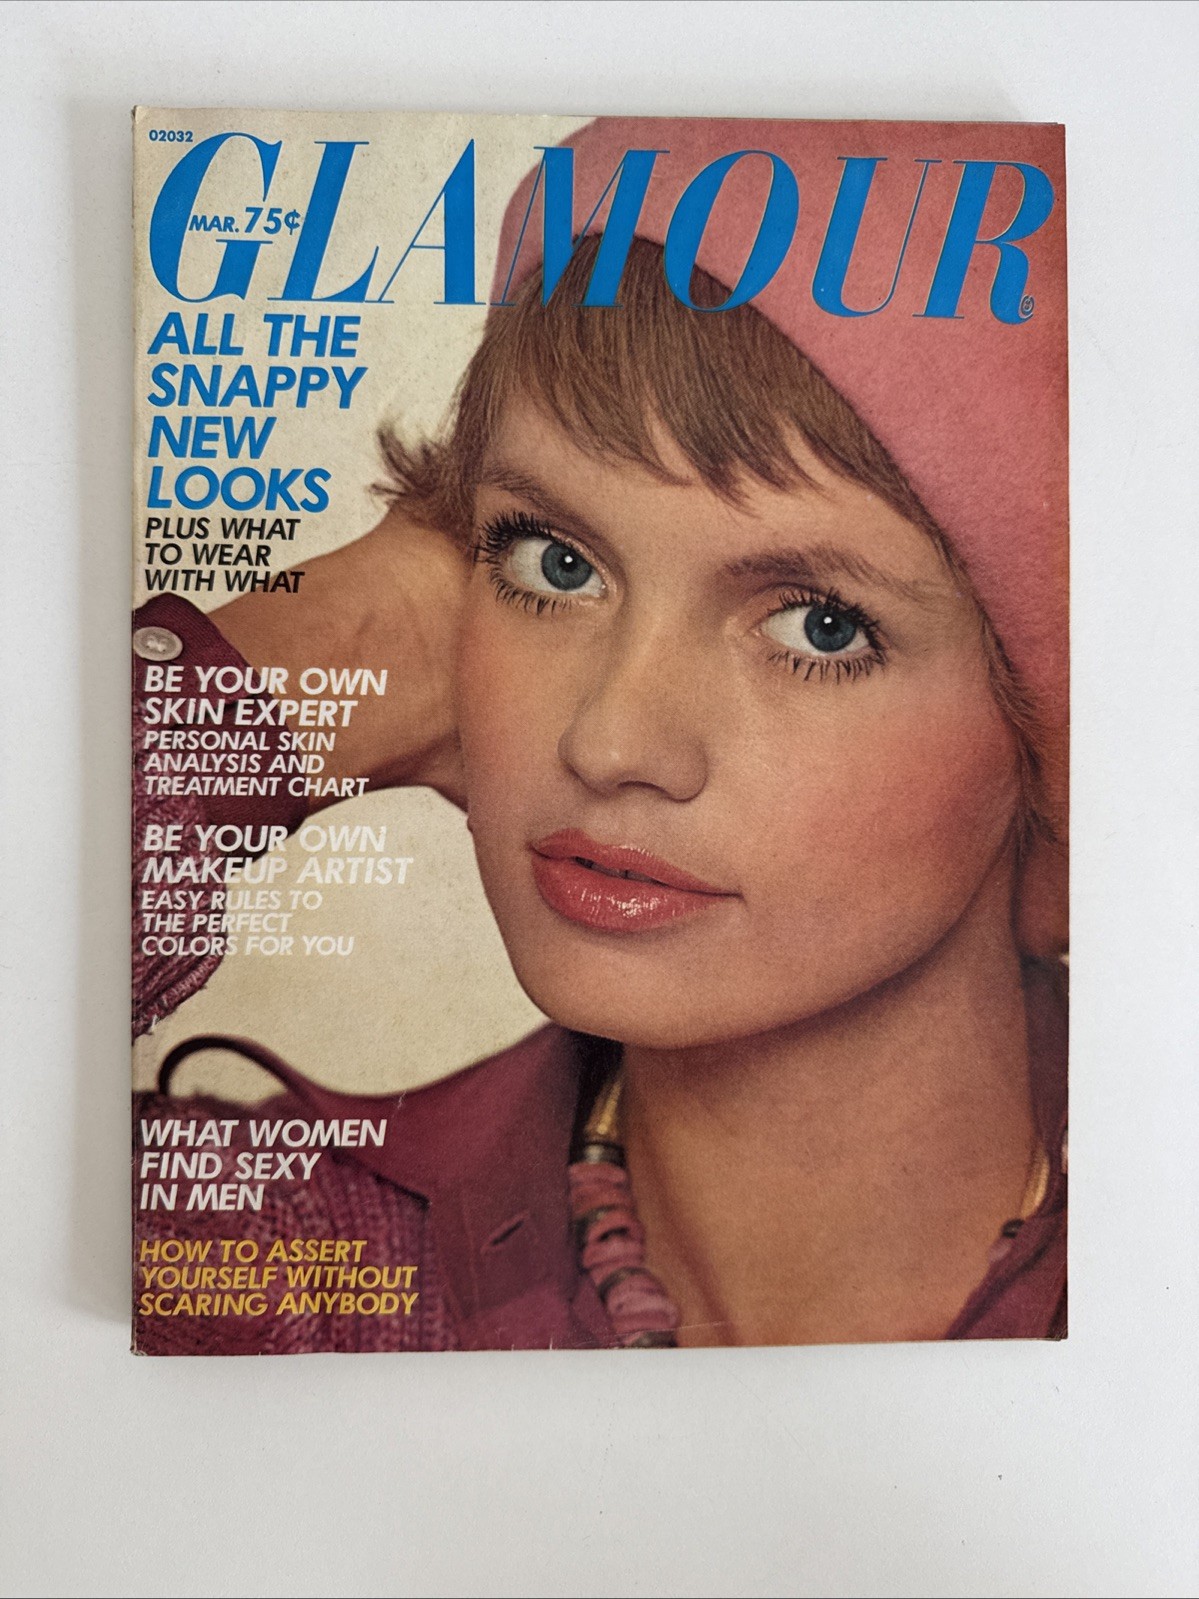 02032
GLAMOUR
MAR. 75¢
ALL THE
SNAPPY
NEW
LOOKS
PLUS WHAT
TO WEAR
WITH WHAT
BE YOUR OWN
SKIN EXPERT
PERSONAL SKIN
ANALYSIS AND
TREATMENT CHART
BE YOUR OWN
MAKEUP ARTIST
EASY RULES TO
THE PERFECT
COLORS FOR YOU
WHAT WOMEN
FIND SEXY
IN MEN
HOW TO ASSERT
YOURSELF WITHOUT
SCARING ANYBODY